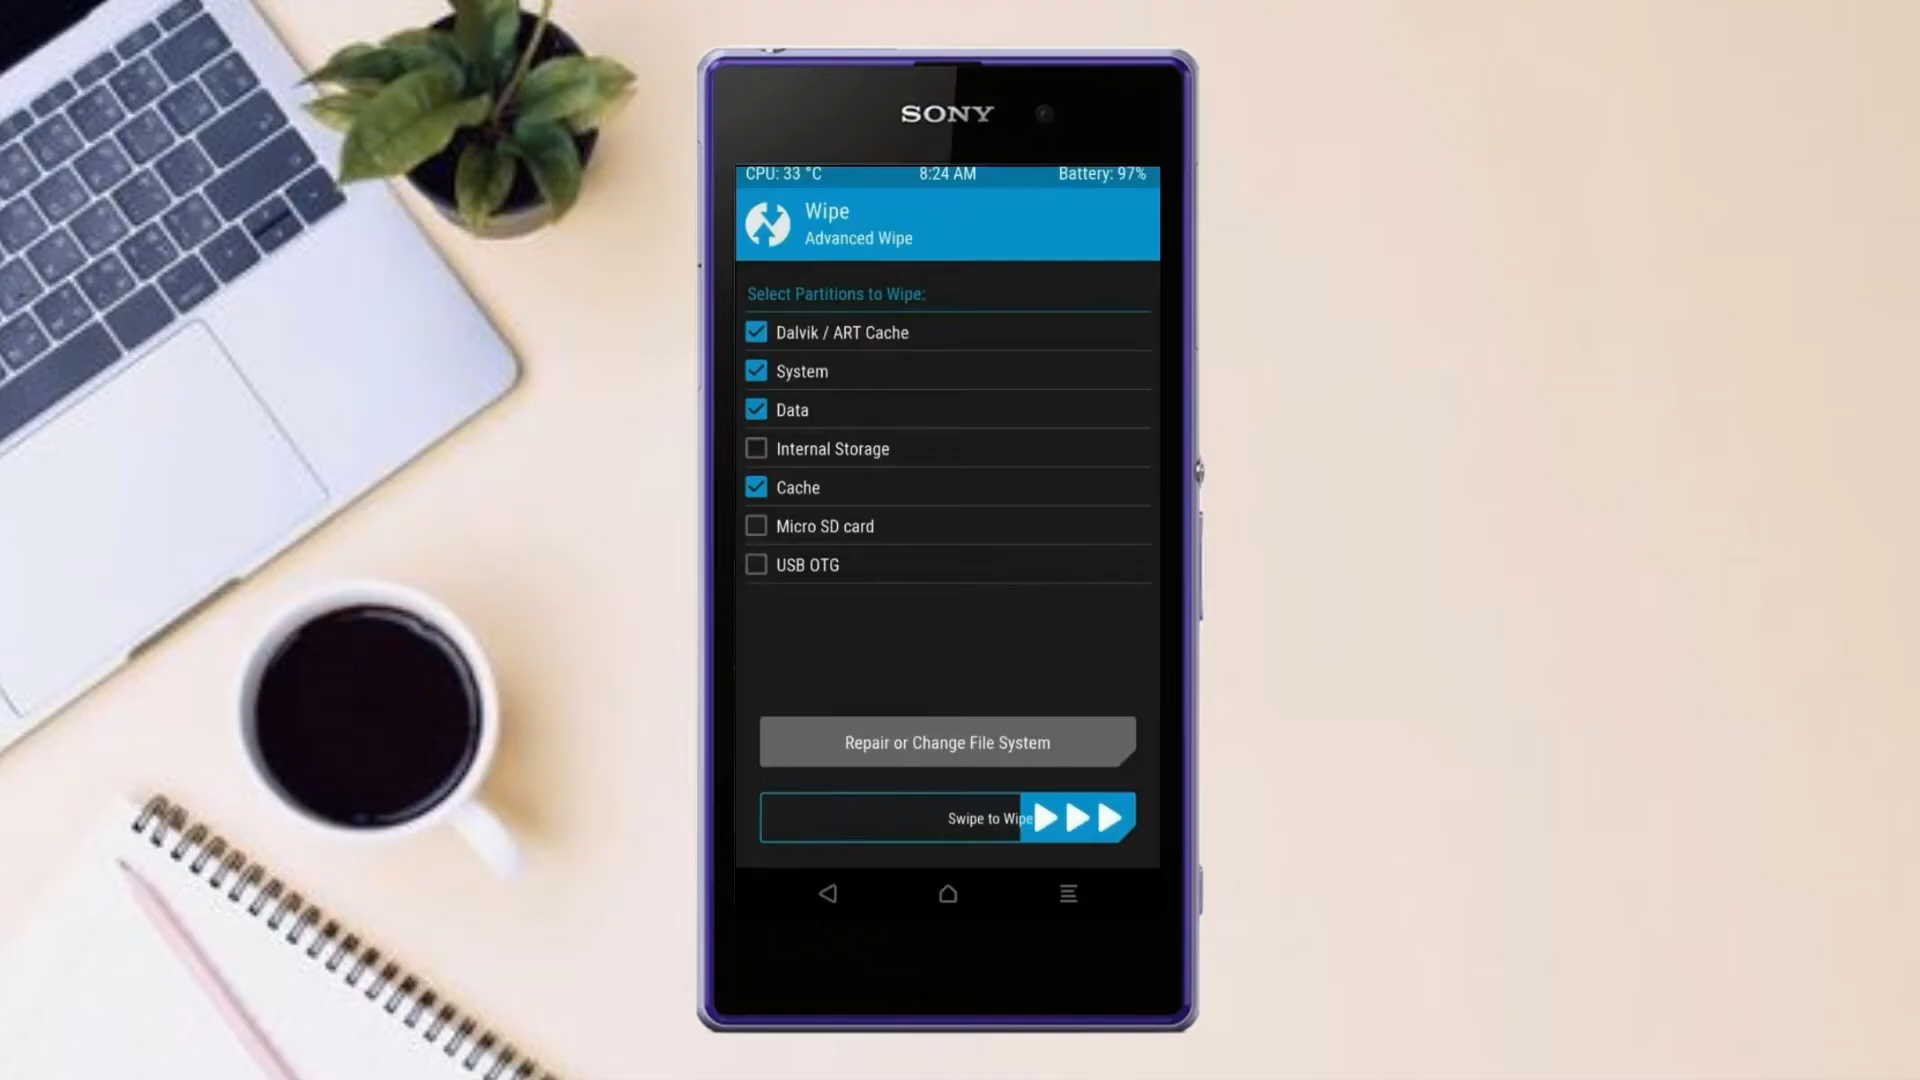 SONY
CPU: 33 °C 8:24 AM Battery: 97%
Wipe
Advanced Wipe
Select Partitions to Wipe:
Dalvik / ART Cache
System
Data
Internal Storage
Cache
Micro SD card
USB OTG
Repair or Change File System
Swipe to Wipe